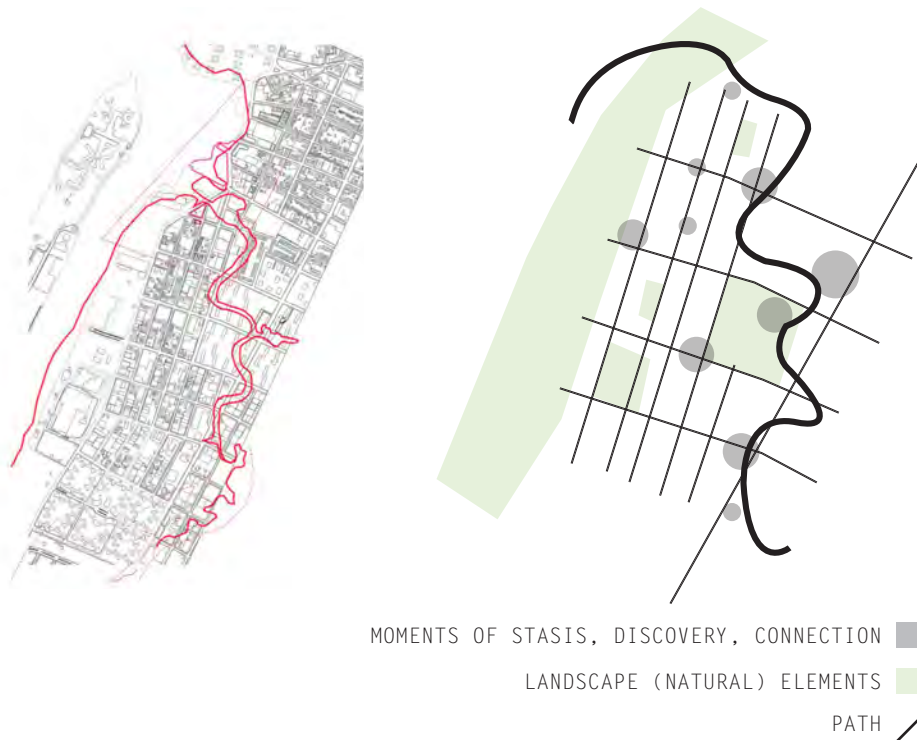 MOMENTS OF STASIS, DISCOVERY, CONNECTION
LANDSCAPE (NATURAL) ELEMENTS
PATH